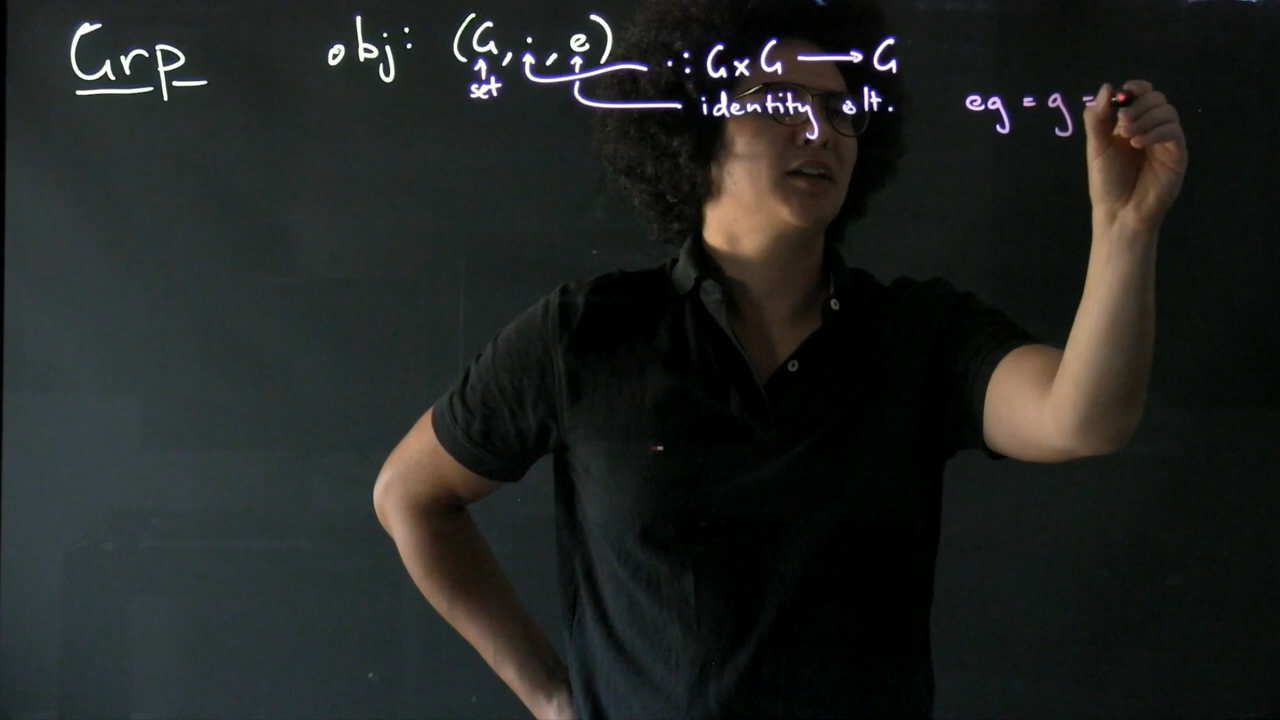 Grp obj: (G, ·, e) · : G × G → G
set identity elt. eg = g =